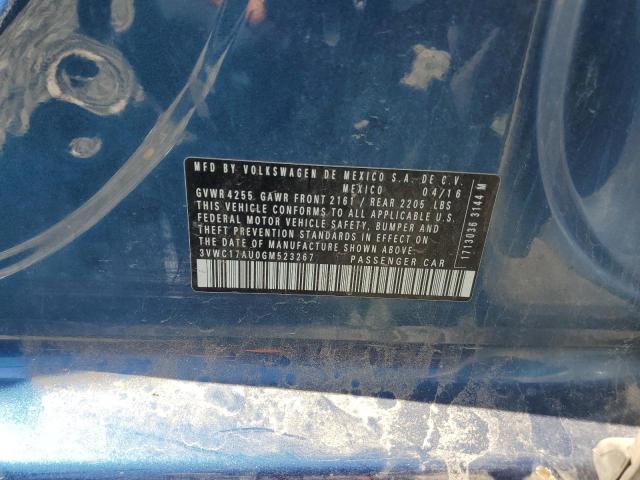 MFD BY VOLKSWAGEN DE MEXICO S.A. DE C.V.
MEXICO 04/16
GVWR 4255 GAWR FRONT 2161 / REAR 2205 LBS
THIS VEHICLE CONFORMS TO ALL APPLICABLE U.S.
FEDERAL MOTOR VEHICLE SAFETY, BUMPER AND
THEFT PREVENTION STANDARDS IN EFFECT ON
THE DATE OF MANUFACTURE SHOWN ABOVE.
3VWC17AU0GM523267 PASSENGER CAR
1713036 3144 M